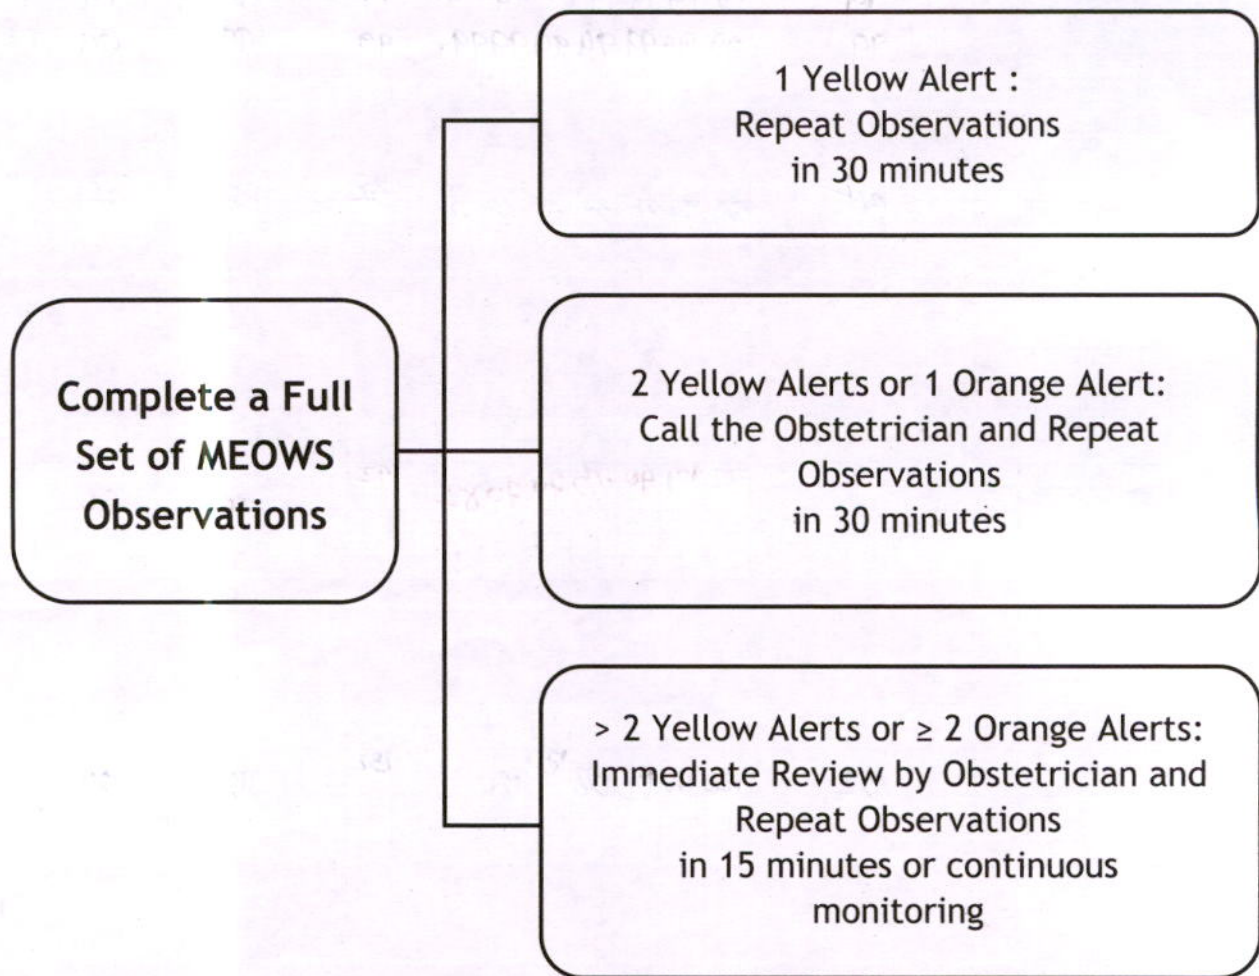 1 Yellow Alert :
Repeat Observations
in 30 minutes
Complete a Full
Set of MEOWS
Observations
2 Yellow Alerts or 1 Orange Alert:
Call the Obstetrician and Repeat
Observations
in 30 minutes
> 2 Yellow Alerts or ≥ 2 Orange Alerts:
Immediate Review by Obstetrician and
Repeat Observations
in 15 minutes or continuous
monitoring